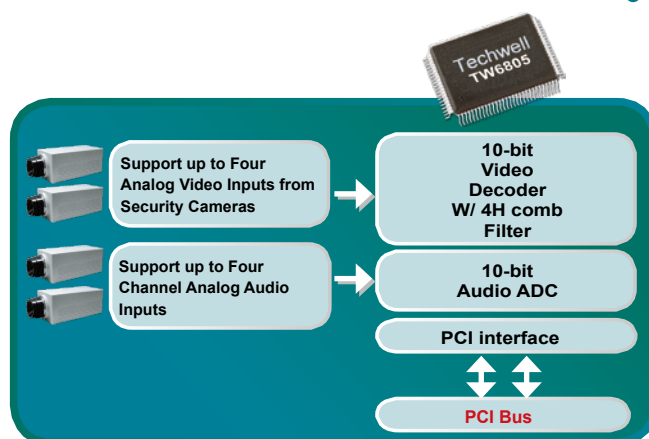 Techwell
TW6805
Support up to Four
Analog Video Inputs from
Security Cameras
10-bit
Video
Decoder
W/ 4H comb
Filter
Support up to Four
Channel Analog Audio
Inputs
10-bit
Audio ADC
PCI interface
PCI Bus